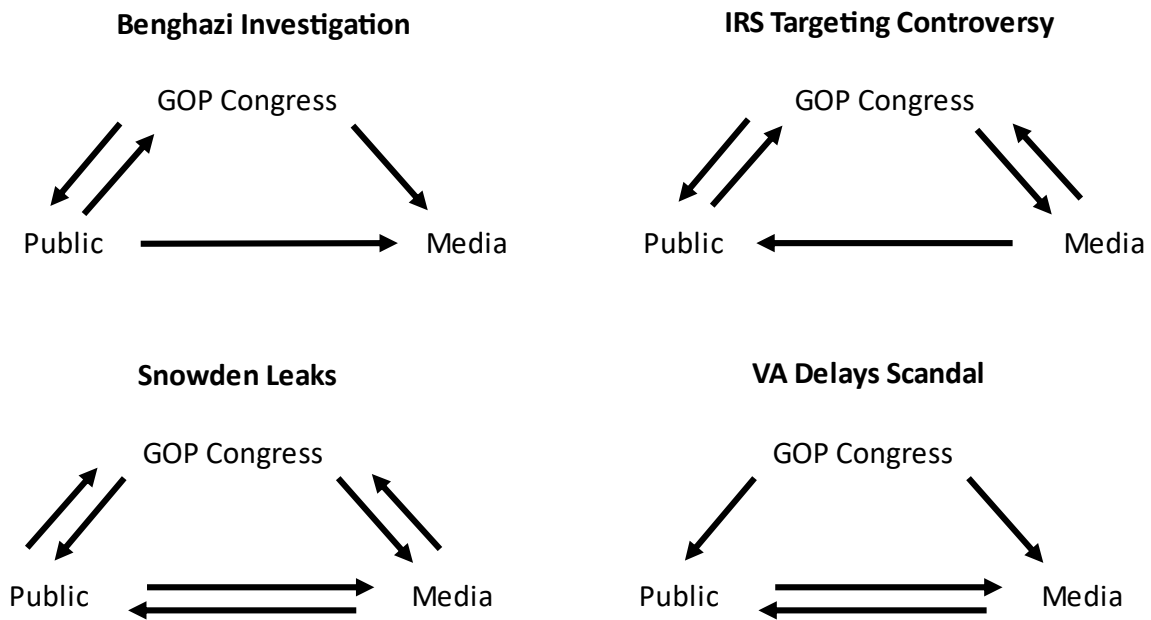 Benghazi Investigation
GOP Congress
Public
Media
IRS Targeting Controversy
GOP Congress
Public
Media
Snowden Leaks
GOP Congress
Public
Media
VA Delays Scandal
GOP Congress
Public
Media